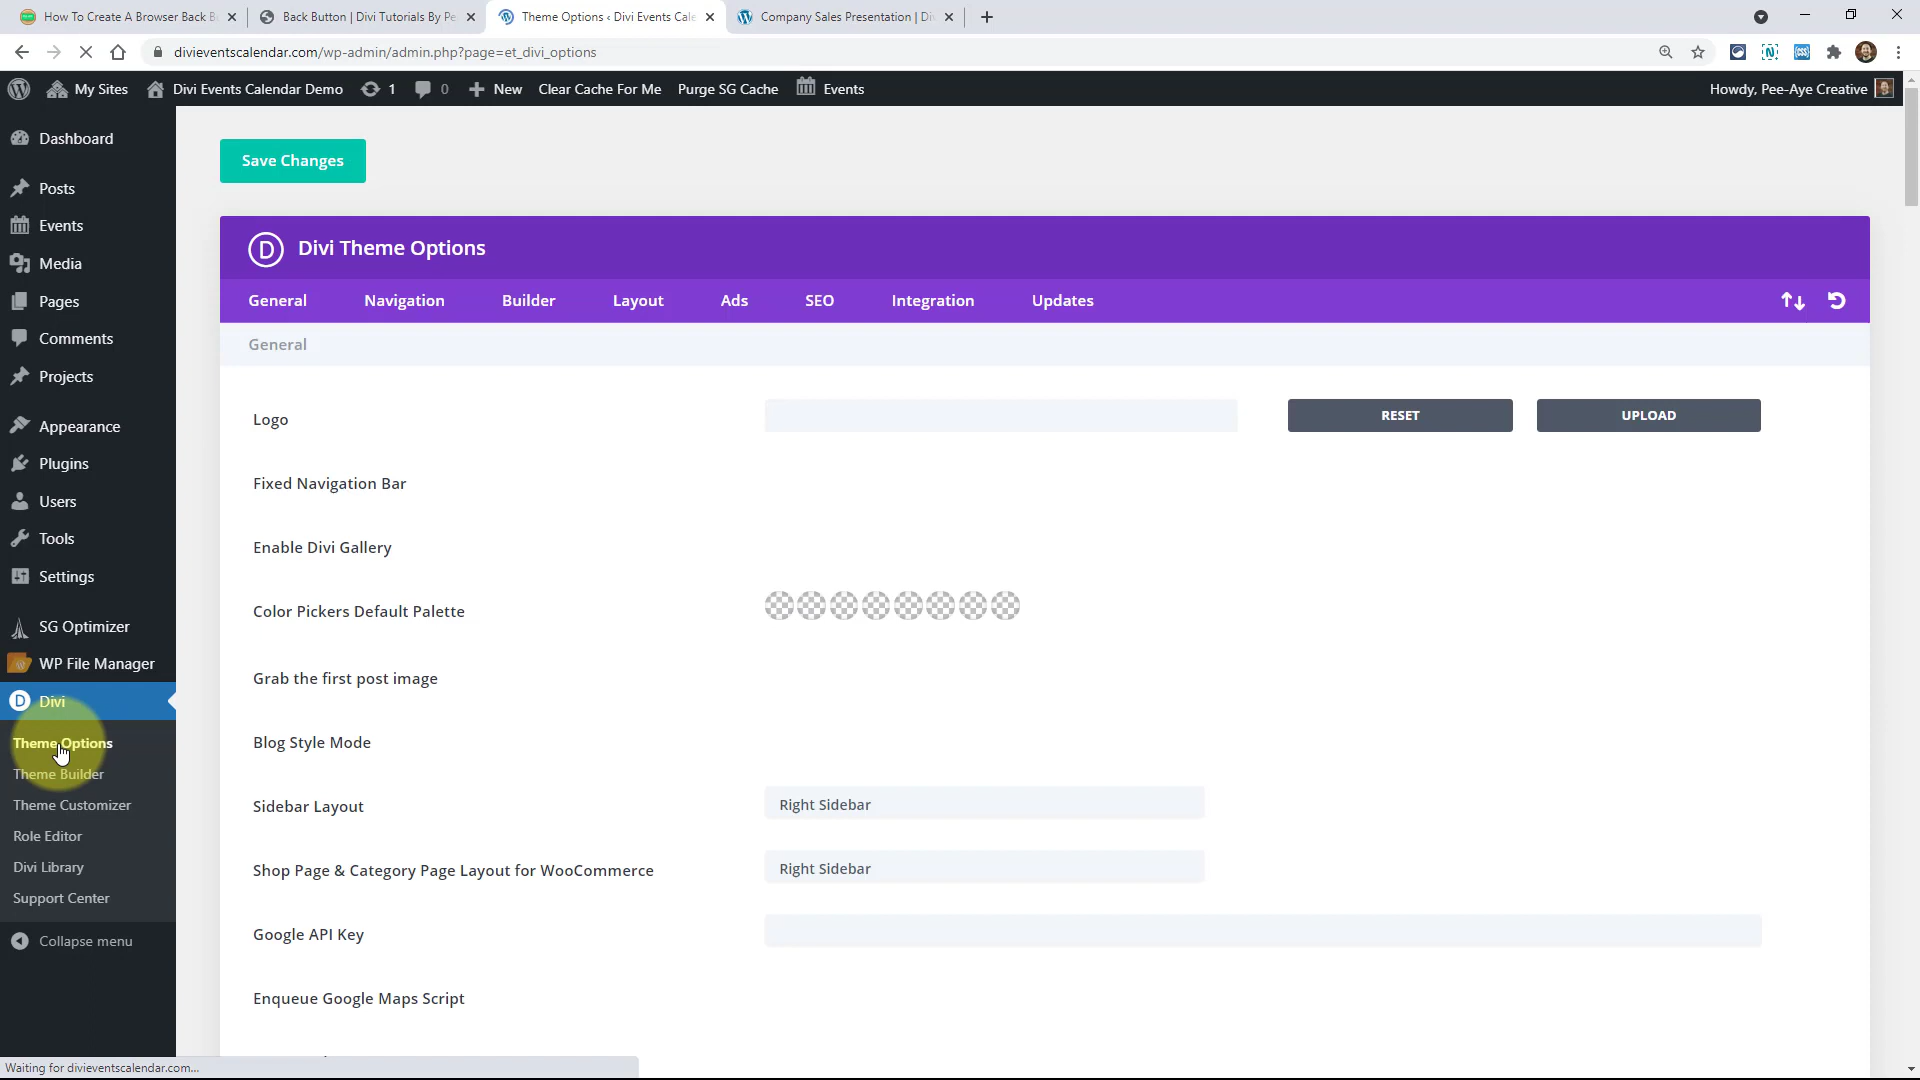 How To Create A Browser Back B
Back Button | Divi Tutorials By Pe
Theme Options ‹ Divi Events Cale
Company Sales Presentation | Di
divieventscalendar.com/wp-admin/admin.php?page=et_divi_options
My Sites
Divi Events Calendar Demo
1
0
New
Clear Cache For Me
Purge SG Cache
Events
Howdy, Pee-Aye Creative
Dashboard
Posts
Events
Media
Pages
Comments
Projects
Appearance
Plugins
Users
Tools
Settings
SG Optimizer
WP File Manager
D Divi
Theme Options
Theme Builder
Theme Customizer
Role Editor
Divi Library
Support Center
Collapse menu
Save Changes
D Divi Theme Options
General
Navigation
Builder
Layout
Ads
SEO
Integration
Updates
General
Logo
RESET
UPLOAD
Fixed Navigation Bar
Enable Divi Gallery
Color Pickers Default Palette
Grab the first post image
Blog Style Mode
Sidebar Layout
Right Sidebar
Shop Page & Category Page Layout for WooCommerce
Right Sidebar
Google API Key
Enqueue Google Maps Script
Waiting for divieventscalendar.com...